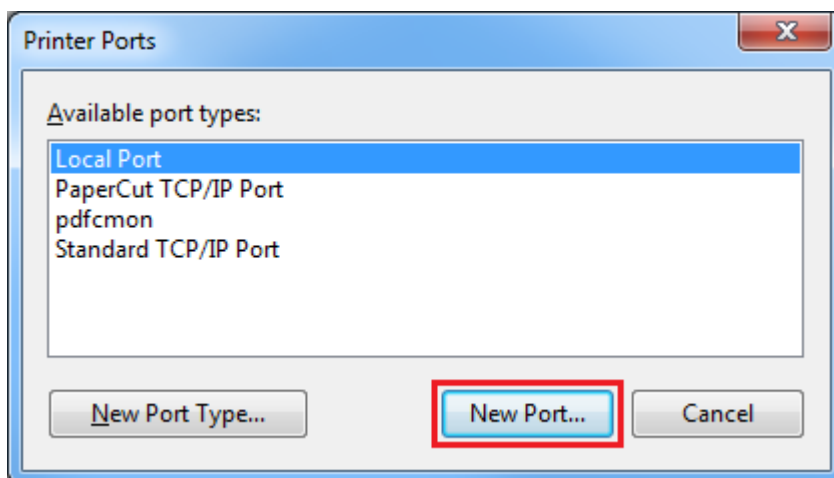 Printer Ports
Available port types:
Local Port
PaperCut TCP/IP Port
pdfcmon
Standard TCP/IP Port
New Port Type... New Port... Cancel